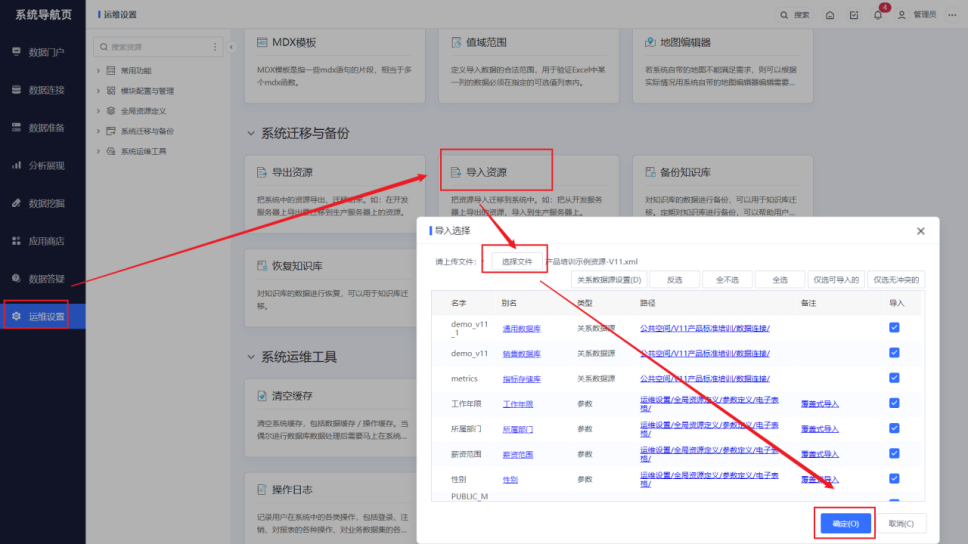 系统导航页
运维设置
搜索
4
管理员
数据门户
数据连接
数据准备
分析展现
数据挖掘
应用商店
数据答疑
运维设置
搜索资源
常用功能
模块配置与管理
全局资源定义
系统迁移与备份
系统运维工具
MDX模板
MDX模板是指一些mdx语句的片段，相当于多
个mdx函数。
值域范围
定义导入数据的合法范围，用于验证Excel中某
一列的数据必须在指定的可选值列表内。
地图编辑器
若系统自带的地图不能满足需求，则可以根据
实际情况用系统自带的地图编辑器编辑需要...
系统迁移与备份
导出资源
把系统中的资源导出，迁移出来。如：在开发
服务器上导出要迁移到生产服务器上的资源。
导入资源
把资源导入迁移到系统中。如：把从开发服务
器上导出的资源，导入到生产服务器上。
备份知识库
对知识库的数据进行备份，可以用于知识库迁
移。定期对知识库进行备份，可以帮助用户...
恢复知识库
对知识库的数据进行恢复，可以用于知识库迁
移。
系统运维工具
清空缓存
清空系统缓存，包括数据缓存 / 操作缓存。当
偶尔进行数据库数据处理后需要马上在系统...
操作日志
记录用户在系统中的各类操作，包括登录、注
销、对报表的各种操作、对业务数据集的各...
导入选择
请上传文件：*
选择文件
产品培训示例资源-V11.xml
关系数据源设置(D)
反选
全不选
全选
仅选可导入的
仅选无冲突的
名字 别名 类型 路径 备注 导入
demo_v11
_1 通用数据库 关系数据源 公共空间/V11产品标准培训/数据连接/
demo_v11 销售数据库 关系数据源 公共空间/V11产品标准培训/数据连接/
metrics 指标存储库 关系数据源 公共空间/V11产品标准培训/数据连接/
工作年限 工作年限 参数 运维设置/全局资源定义/参数定义/电子表
格/ 覆盖式导入
所属部门 所属部门 参数 运维设置/全局资源定义/参数定义/电子表
格/ 覆盖式导入
薪资范围 薪资范围 参数 运维设置/全局资源定义/参数定义/电子表
格/ 覆盖式导入
性别 性别 参数 运维设置/全局资源定义/参数定义/电子表
格/ 覆盖式导入
PUBLIC_M
确定(O)
取消(C)